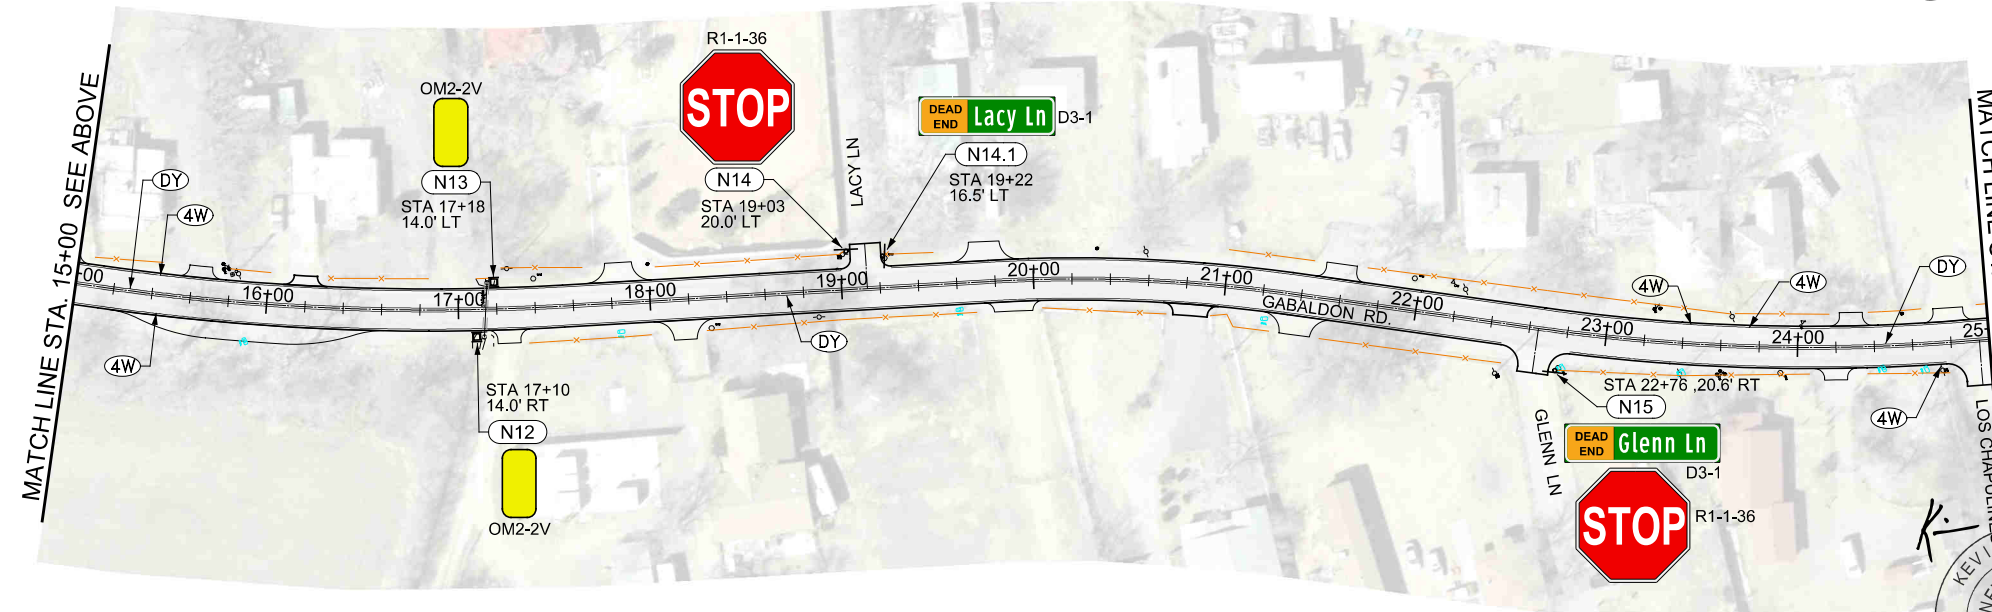 MATCH LINE STA. 15+00 SEE ABOVE
DY
4W
4W
OM2-2V
N13
STA 17+18
14.0' LT
R1-1-36
STOP
N14
STA 19+03
20.0' LT
LACY LN
DEAD
END
Lacy Ln
D3-1
N14.1
STA 19+22
16.5' LT
+00
16+00
17+00
18+00
19+00
20+00
21+00
22+00
23+00
24+00
25
GABALDON RD.
DY
4W
4W
DY
STA 17+10
14.0' RT
N12
OM2-2V
STA 22+76 ,20.6' RT
N15
GLENN LN
DEAD
END
Glenn Ln
D3-1
STOP
R1-1-36
4W
MATCH LINE
LOS CHAPULINE
KEVI